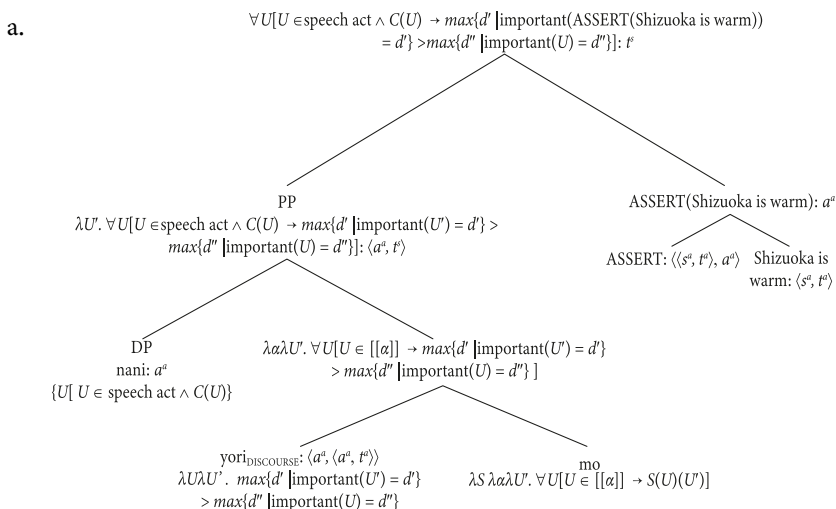 a.
∀U[U ∈speech act ∧ C(U) → max{d′ |important(ASSERT(Shizuoka is warm))
= d′} >max{d″ |important(U) = d″}]: tˢ
PP
λU′. ∀U[U ∈speech act ∧ C(U) → max{d′ |important(U′) = d′} >
max{d″ |important(U) = d″}]: ⟨aᵃ, tˢ⟩
ASSERT(Shizuoka is warm): aᵃ
ASSERT: ⟨⟨sᵃ, tᵃ⟩, aᵃ⟩
Shizuoka is
warm: ⟨sᵃ, tᵃ⟩
DP
nani: aᵃ
{U[ U ∈ speech act ∧ C(U)}
λαλU′. ∀U[U ∈ [[α]] → max{d′ |important(U′) = d′}
> max{d″ |important(U) = d″} ]
yori_DISCOURSE: ⟨aᵃ, ⟨aᵃ, tᵃ⟩⟩
λUλU’. max{d′ |important(U′) = d′}
> max{d″ |important(U) = d″}
mo
λS λαλU′. ∀U[U ∈ [[α]] → S(U)(U′)]